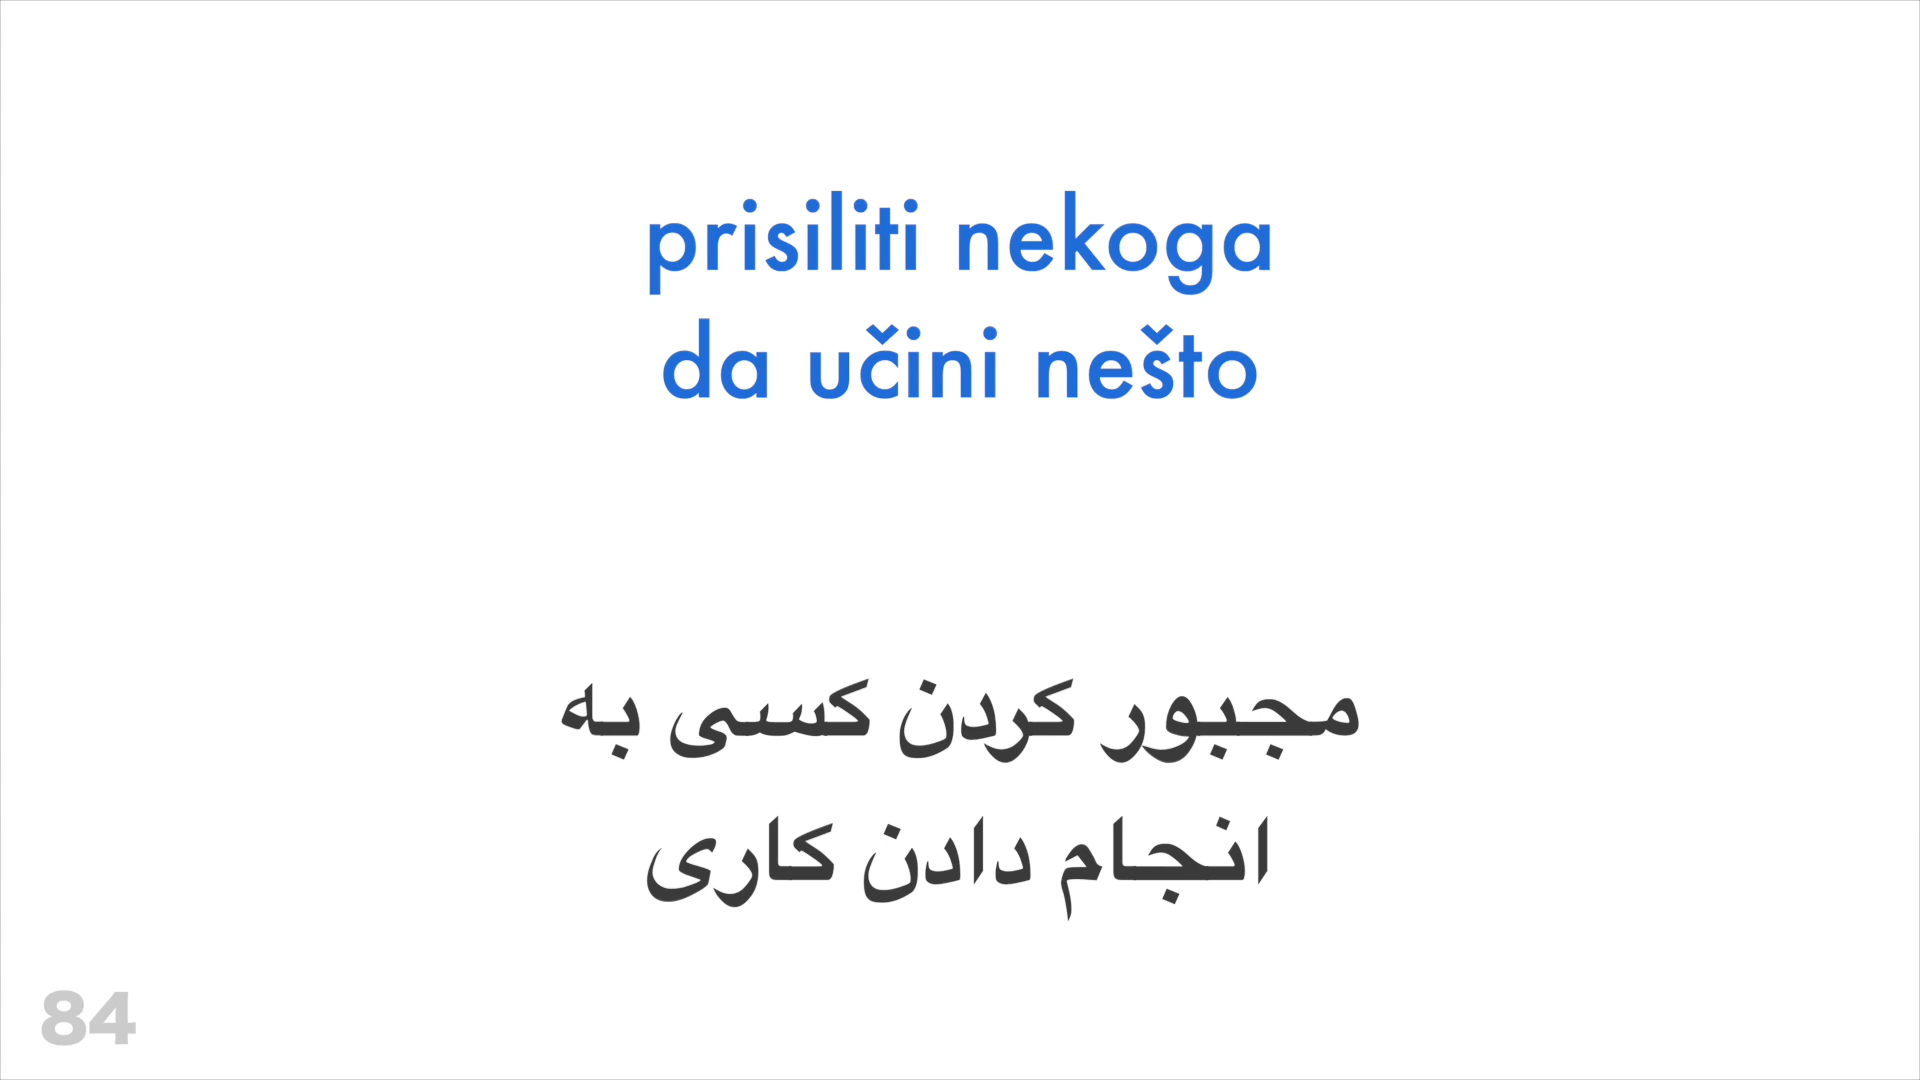 prisiliti nekoga
da učini nešto
مجبور کردن کسی به
انجام دادن کاری
84